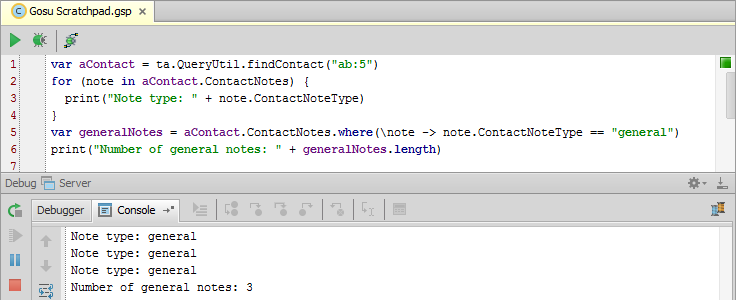 Gosu Scratchpad.gsp
1 var aContact = ta.QueryUtil.findContact("ab:5")
2 for (note in aContact.ContactNotes) {
3 print("Note type: " + note.ContactNoteType)
4 }
5 var generalNotes = aContact.ContactNotes.where(\note -> note.ContactNoteType == "general")
6 print("Number of general notes: " + generalNotes.length)
7
Debug Server
Debugger Console
Note type: general
Note type: general
Note type: general
Number of general notes: 3